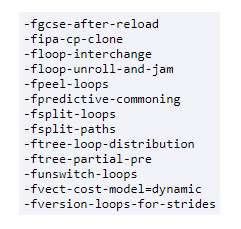 -fgcse-after-reload
-fipa-cp-clone
-floop-interchange
-floop-unroll-and-jam
-fpeel-loops
-fpredictive-commoning
-fsplit-loops
-fsplit-paths
-ftree-loop-distribution
-ftree-partial-pre
-funswitch-loops
-fvect-cost-model=dynamic
-fversion-loops-for-strides